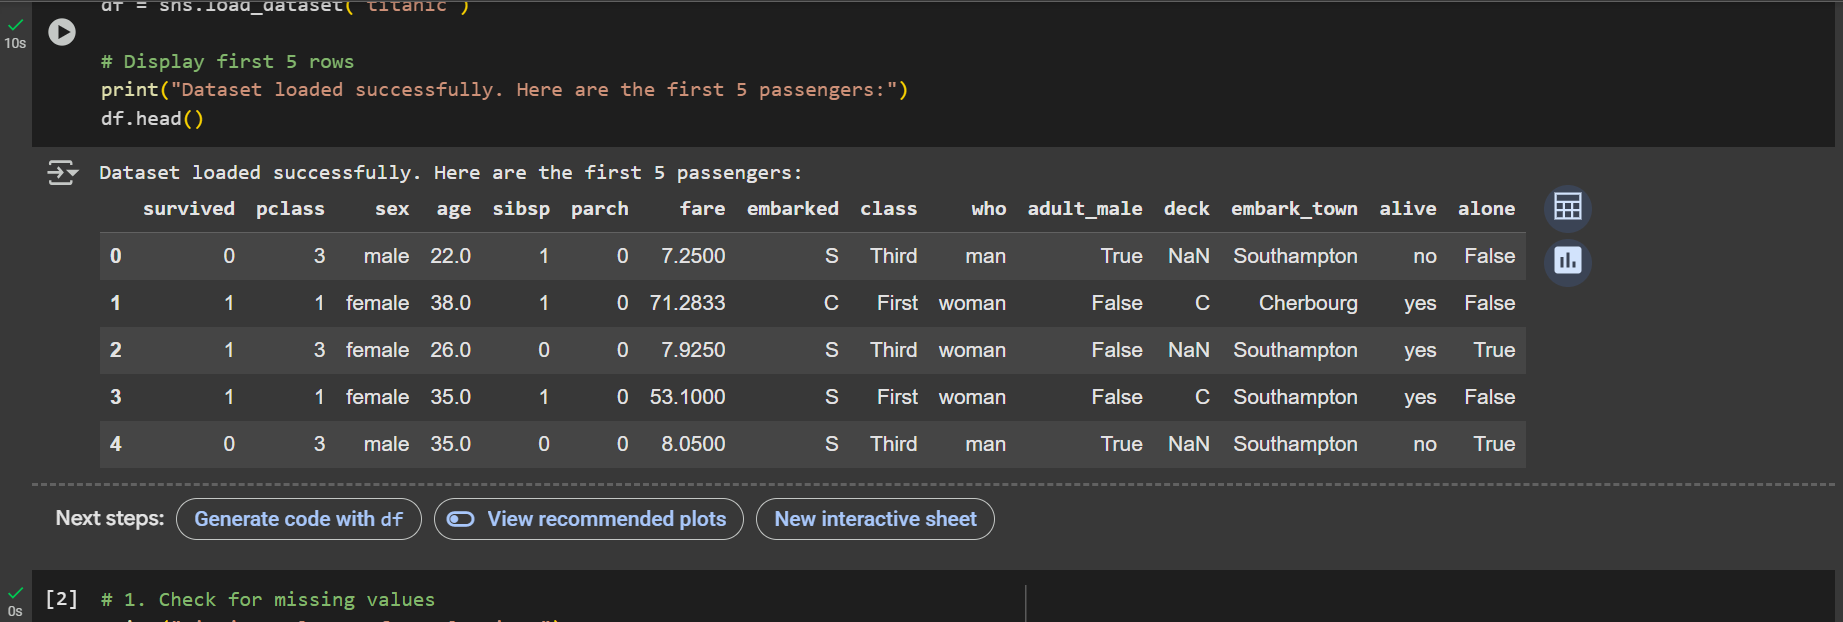 df = sns.load_dataset('titanic')
10s
# Display first 5 rows
print("Dataset loaded successfully. Here are the first 5 passengers:")
df.head()
Dataset loaded successfully. Here are the first 5 passengers:
survived pclass sex age sibsp parch fare embarked class who adult_male deck embark_town alive alone
0 0 3 male 22.0 1 0 7.2500 S Third man True NaN Southampton no False
1 1 1 female 38.0 1 0 71.2833 C First woman False C Cherbourg yes False
2 1 3 female 26.0 0 0 7.9250 S Third woman False NaN Southampton yes True
3 1 1 female 35.0 1 0 53.1000 S First woman False C Southampton yes False
4 0 3 male 35.0 0 0 8.0500 S Third man True NaN Southampton no True
Next steps: Generate code with df View recommended plots New interactive sheet
[2] # 1. Check for missing values
0s